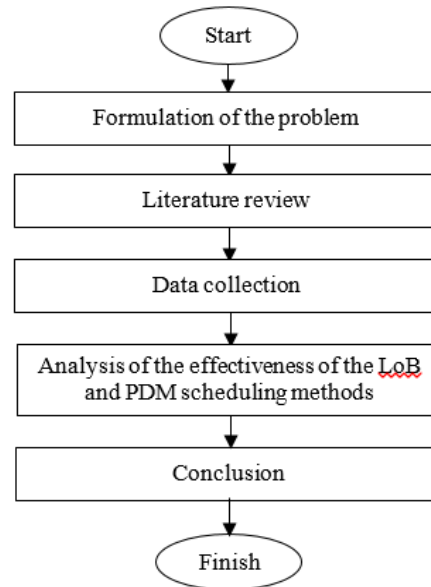 Start
Formulation of the problem
Literature review
Data collection
Analysis of the effectiveness of the LoB
and PDM scheduling methods
Conclusion
Finish